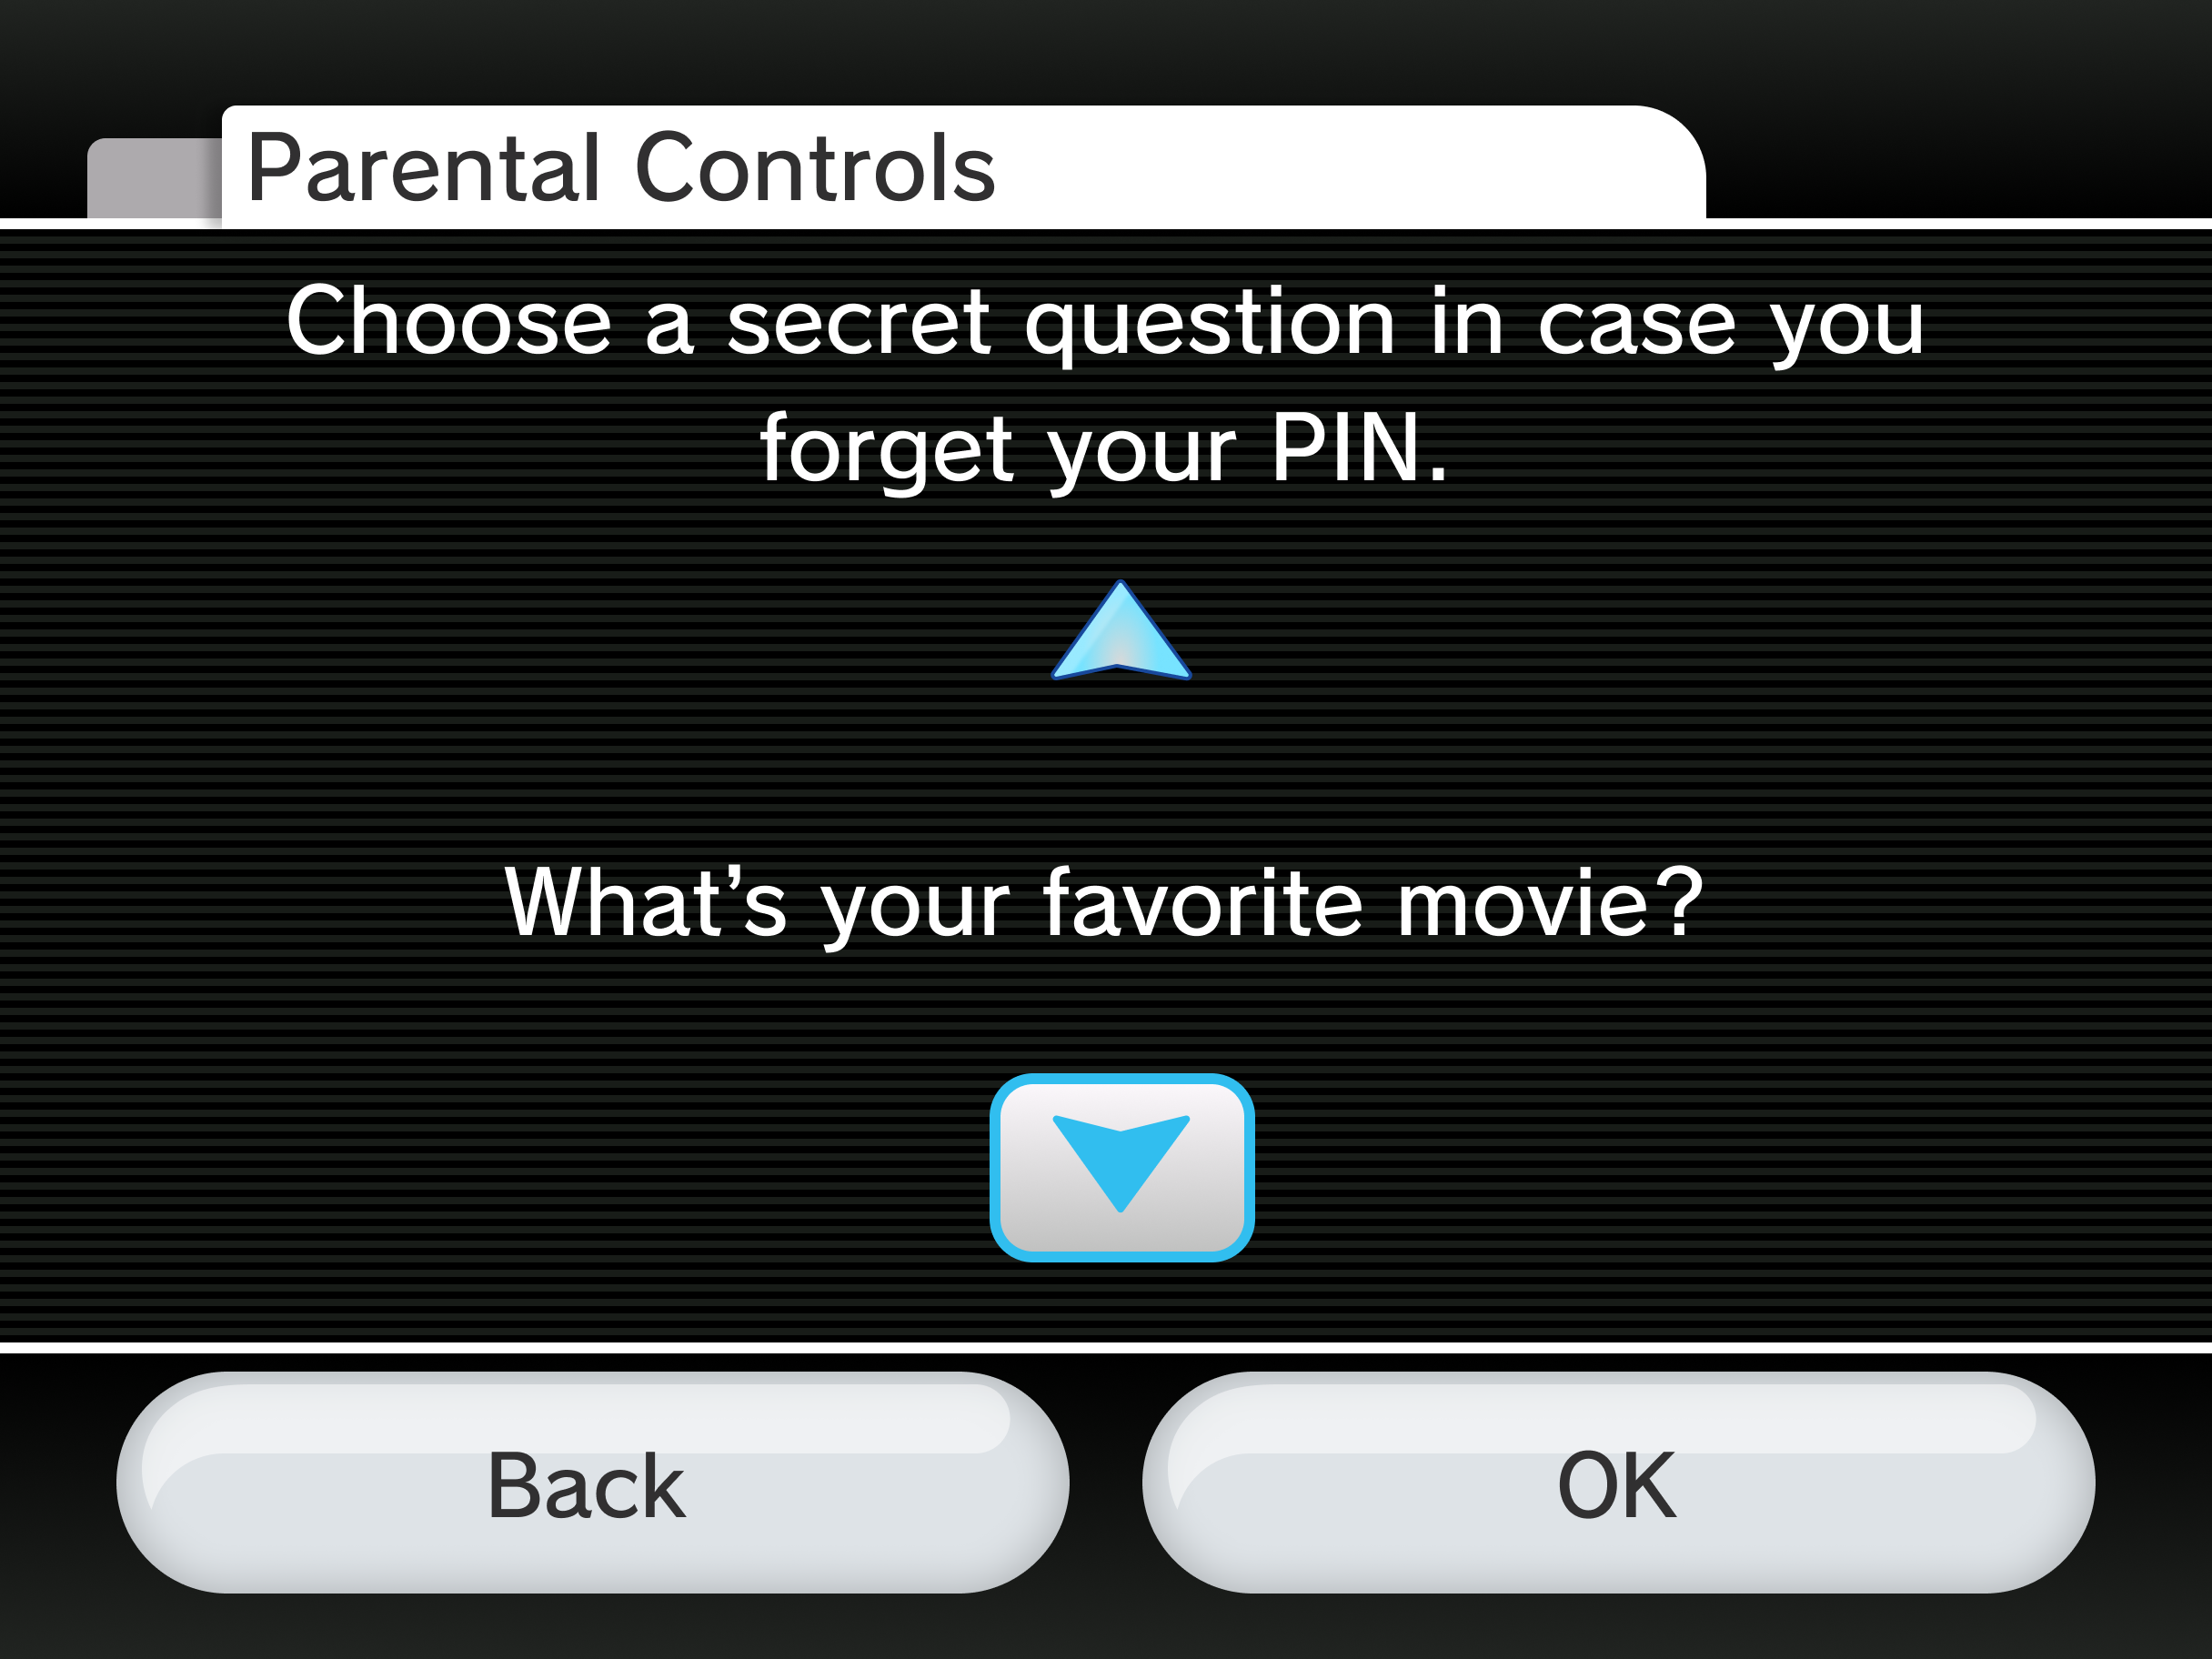 Parental Controls
Choose a secret question in case you
forget your PIN.
What’s your favorite movie?
Back
OK